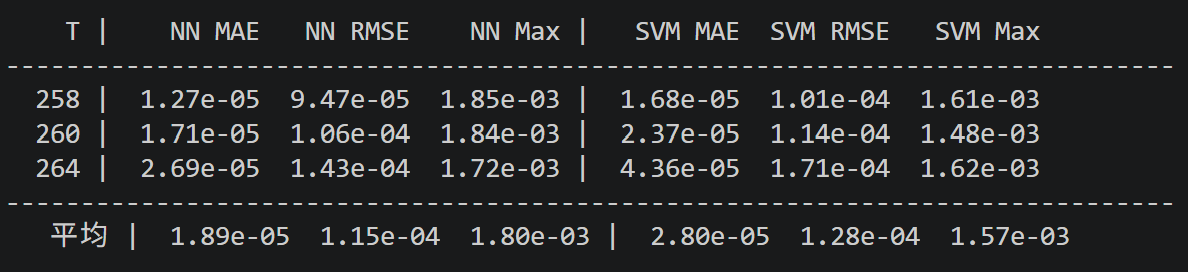 T | NN MAE NN RMSE NN Max | SVM MAE SVM RMSE SVM Max
------------------------------------------------------------------------------
258 | 1.27e-05 9.47e-05 1.85e-03 | 1.68e-05 1.01e-04 1.61e-03
260 | 1.71e-05 1.06e-04 1.84e-03 | 2.37e-05 1.14e-04 1.48e-03
264 | 2.69e-05 1.43e-04 1.72e-03 | 4.36e-05 1.71e-04 1.62e-03
------------------------------------------------------------------------------
平均 | 1.89e-05 1.15e-04 1.80e-03 | 2.80e-05 1.28e-04 1.57e-03